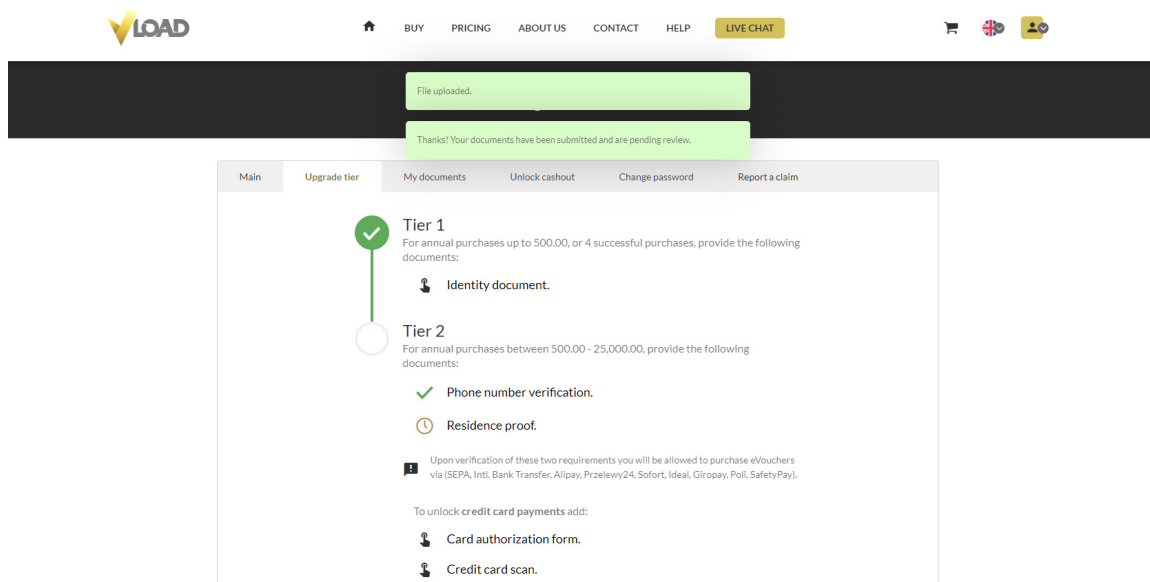 VLOAD
BUY PRICING ABOUT US CONTACT HELP LIVE CHAT
File uploaded.
Thanks! Your documents have been submitted and are pending review.
Main Upgrade tier My documents Unlock cashout Change password Report a claim
Tier 1
For annual purchases up to 500.00, or 4 successful purchases, provide the following
documents:
Identity document.
Tier 2
For annual purchases between 500.00 - 25,000.00, provide the following
documents:
Phone number verification.
Residence proof.
Upon verification of these two requirements you will be allowed to purchase eVouchers
via (SEPA, Intl. Bank Transfer, Alipay, Przelewy24, Sofort, Ideal, Giropay, Poli, SafetyPay).
To unlock credit card payments add:
Card authorization form.
Credit card scan.